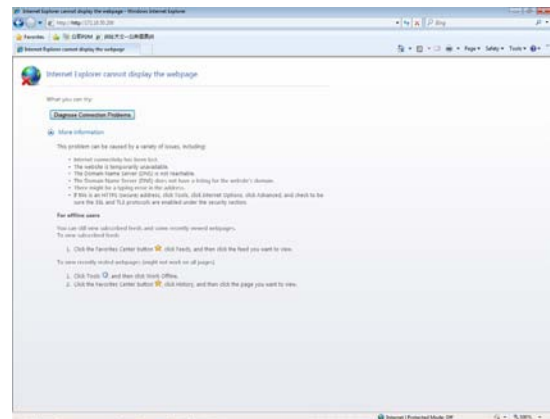 Internet Explorer cannot display the webpage - Windows Internet Explorer
Bing
Favorites
Internet Explorer cannot display the webpage
Page Safety Tools
Internet Explorer cannot display the webpage
What you can try:
Diagnose Connection Problems
More information
This problem can be caused by a variety of issues, including:
• Internet connectivity has been lost.
• The website is temporarily unavailable.
• The Domain Name Server (DNS) is not reachable.
• The Domain Name Server (DNS) does not have a listing for the website's domain.
• There might be a typing error in the address.
• If this is an HTTPS (secure) address, click Tools, click Internet Options, click Advanced, and check to be
sure the SSL and TLS protocols are enabled under the security section.
For offline users
You can still view subscribed feeds and some recently viewed webpages.
To view subscribed feeds
1. Click the Favorites Center button , click Feeds, and then click the feed you want to view.
To view recently visited webpages (might not work on all pages)
1. Click Tools , and then click Work Offline.
2. Click the Favorites Center button , click History, and then click the page you want to view.
Internet | Protected Mode: Off